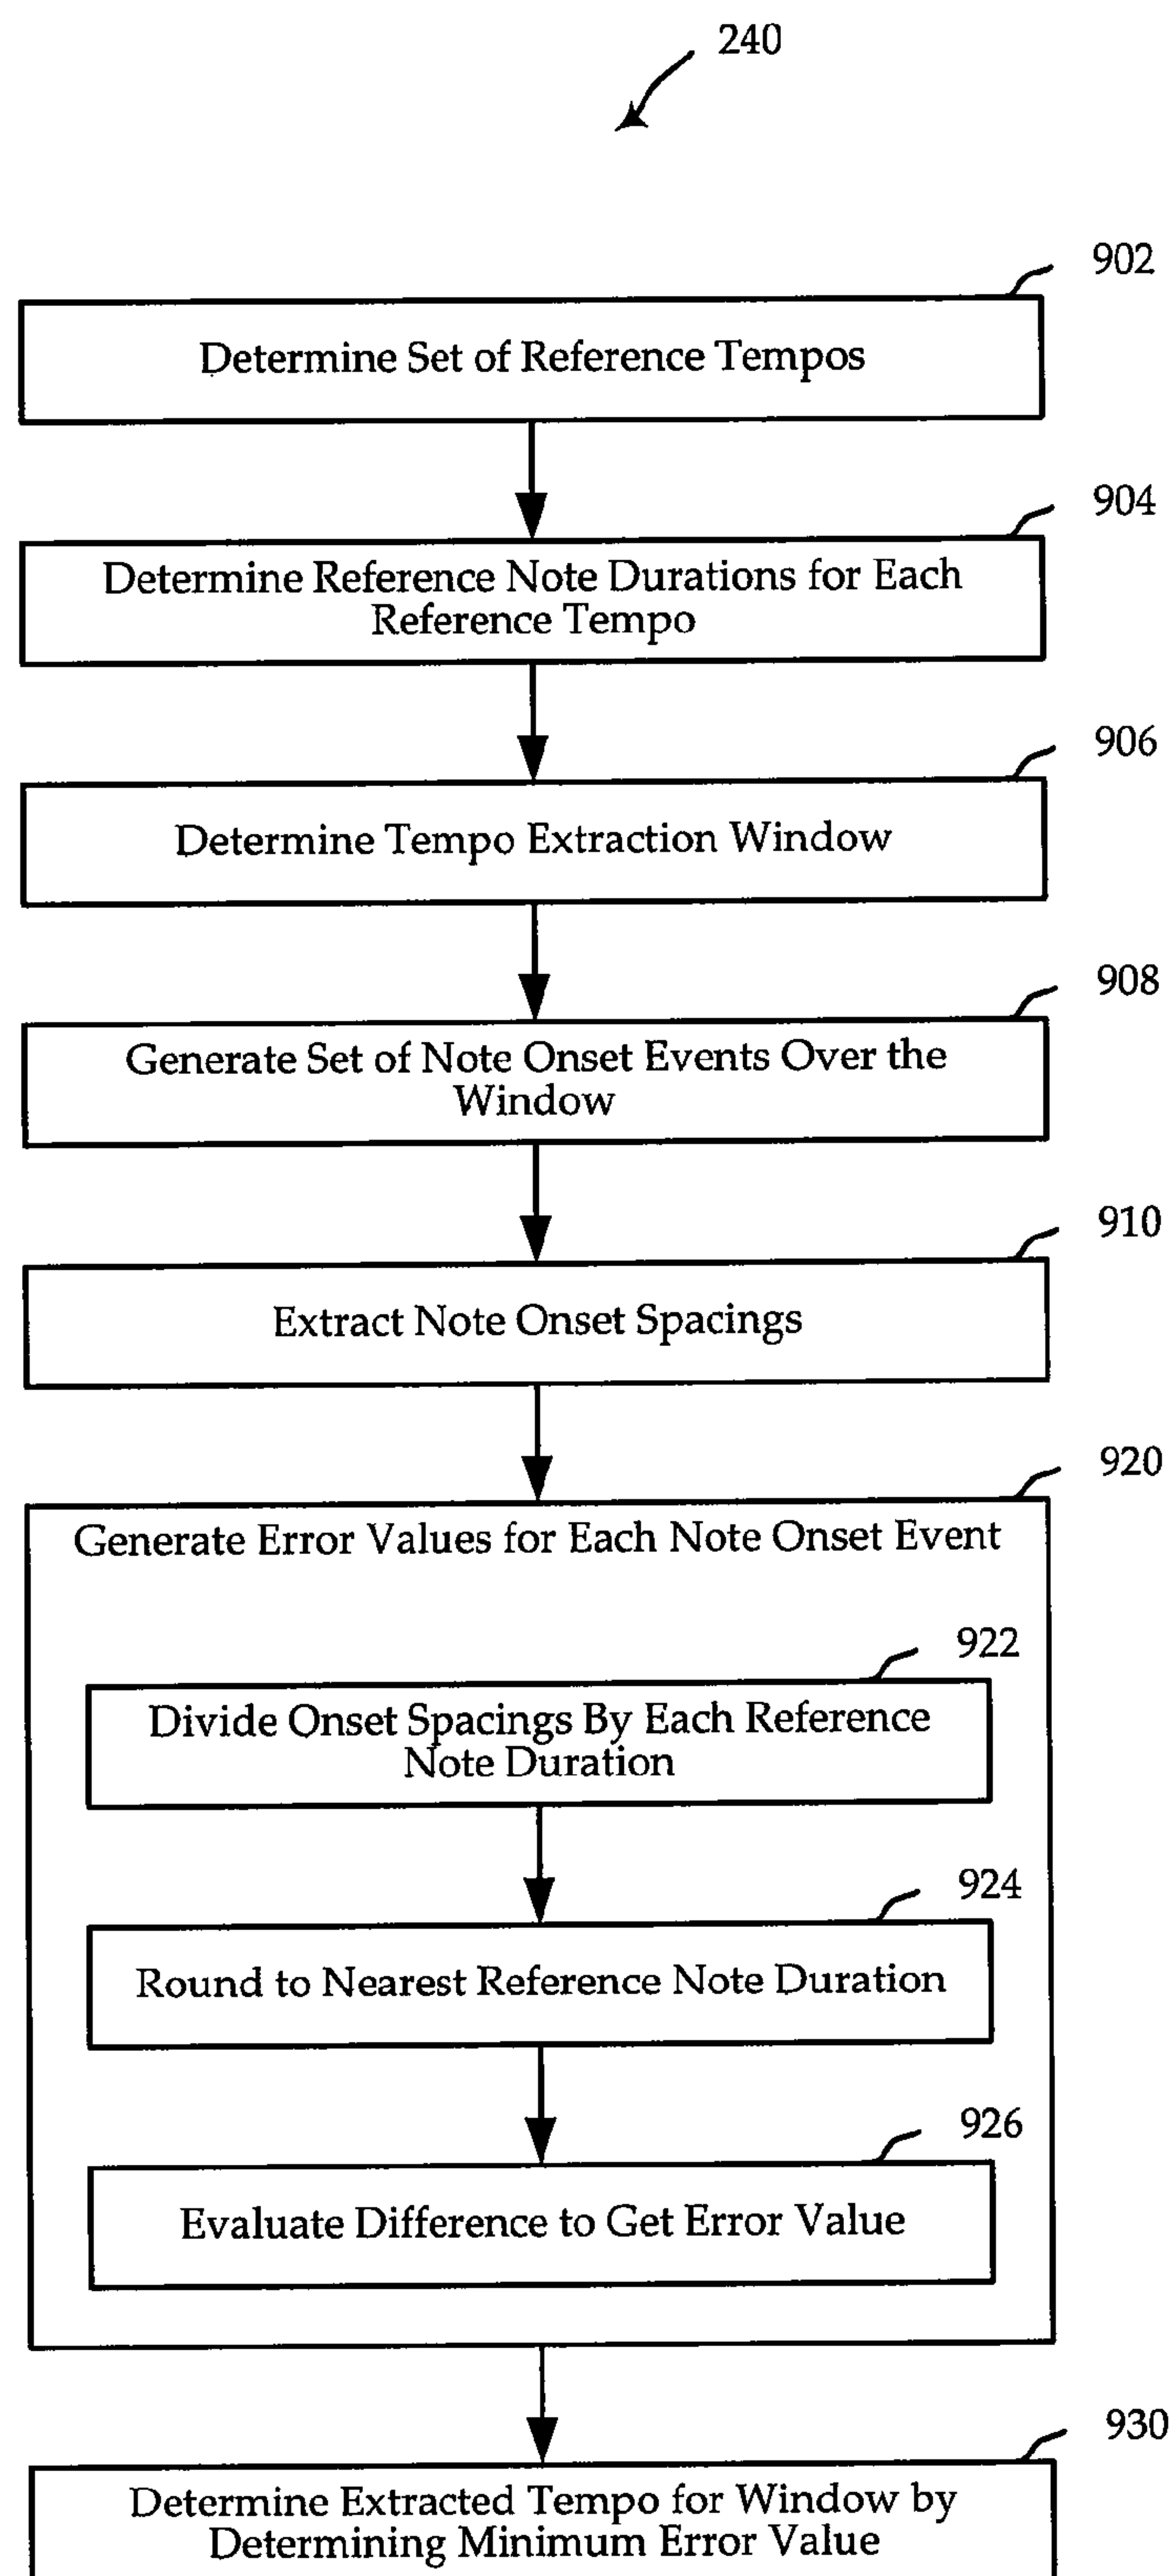 240
902
Determine Set of Reference Tempos
904
Determine Reference Note Durations for Each
Reference Tempo
906
Determine Tempo Extraction Window
908
Generate Set of Note Onset Events Over the
Window
910
Extract Note Onset Spacings
920
Generate Error Values for Each Note Onset Event
922
Divide Onset Spacings By Each Reference
Note Duration
924
Round to Nearest Reference Note Duration
926
Evaluate Difference to Get Error Value
930
Determine Extracted Tempo for Window by
Determining Minimum Error Value